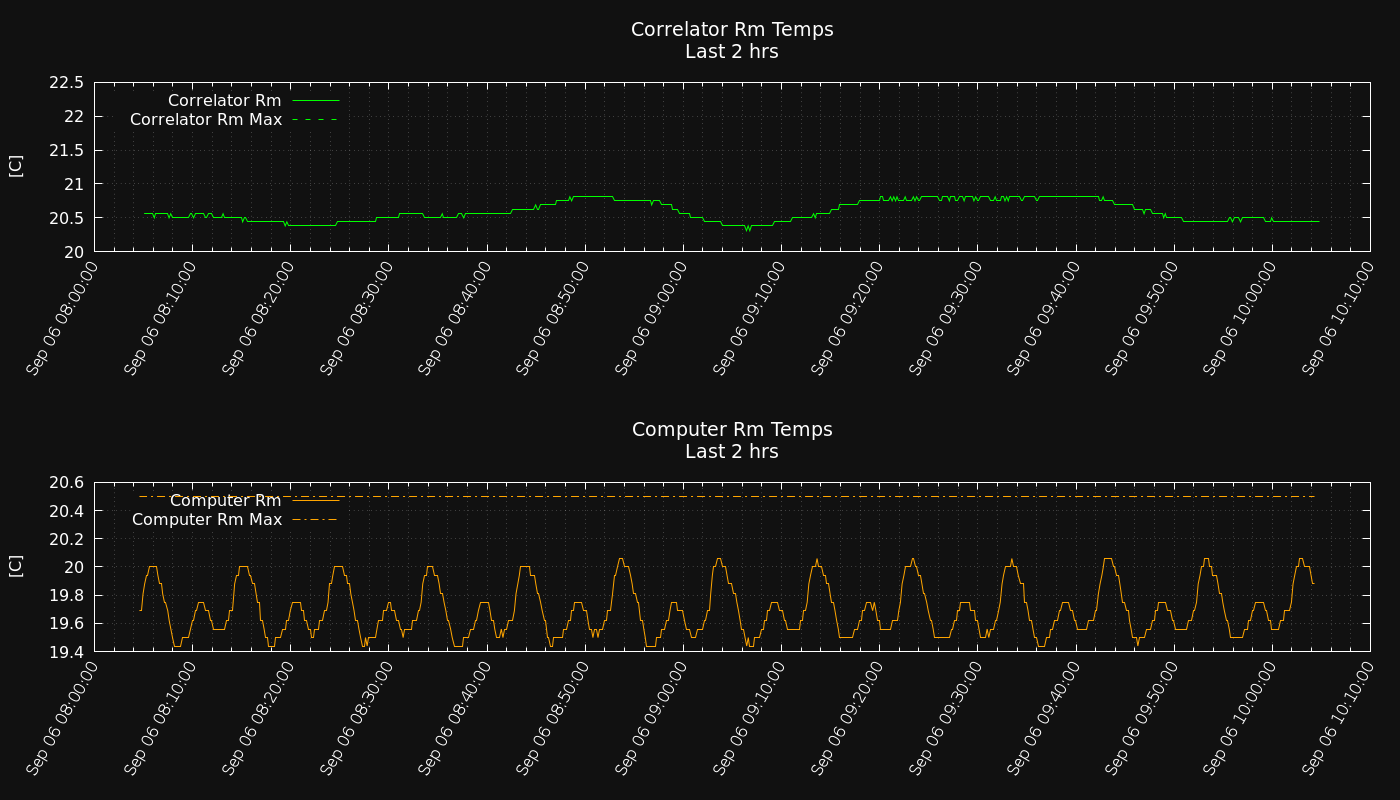 Correlator Rm Temps
Last 2 hrs
22.5
22
21.5
21
20.5
20
[C]
Correlator Rm
Correlator Rm Max
Sep 06 08:00:00
Sep 06 08:10:00
Sep 06 08:20:00
Sep 06 08:30:00
Sep 06 08:40:00
Sep 06 08:50:00
Sep 06 09:00:00
Sep 06 09:10:00
Sep 06 09:20:00
Sep 06 09:30:00
Sep 06 09:40:00
Sep 06 09:50:00
Sep 06 10:00:00
Sep 06 10:10:00
Computer Rm Temps
Last 2 hrs
20.6
20.4
20.2
20
19.8
19.6
19.4
[C]
Computer Rm
Computer Rm Max
Sep 06 08:00:00
Sep 06 08:10:00
Sep 06 08:20:00
Sep 06 08:30:00
Sep 06 08:40:00
Sep 06 08:50:00
Sep 06 09:00:00
Sep 06 09:10:00
Sep 06 09:20:00
Sep 06 09:30:00
Sep 06 09:40:00
Sep 06 09:50:00
Sep 06 10:00:00
Sep 06 10:10:00